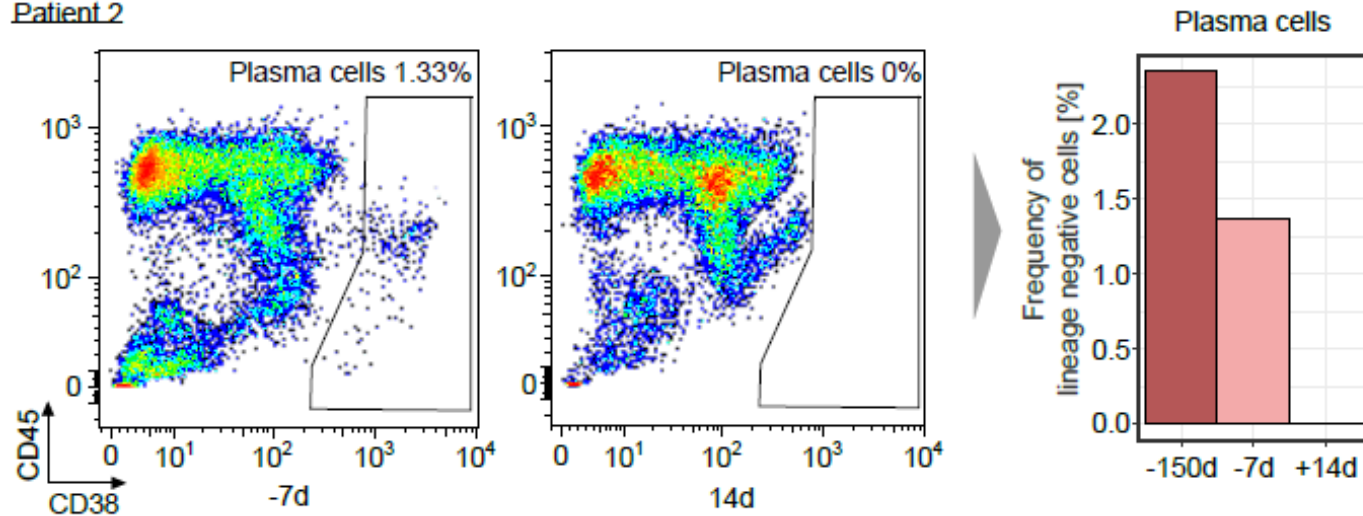 Patient 2
Plasma cells 1.33%
10³
10²
0
0 10¹ 10² 10³ 10⁴
-7d
CD45
CD38
Plasma cells 0%
10³
10²
0
0 10¹ 10² 10³ 10⁴
14d
Plasma cells
Frequency of
lineage negative cells [%]
2.0
1.5
1.0
0.5
0.0
-150d -7d +14d